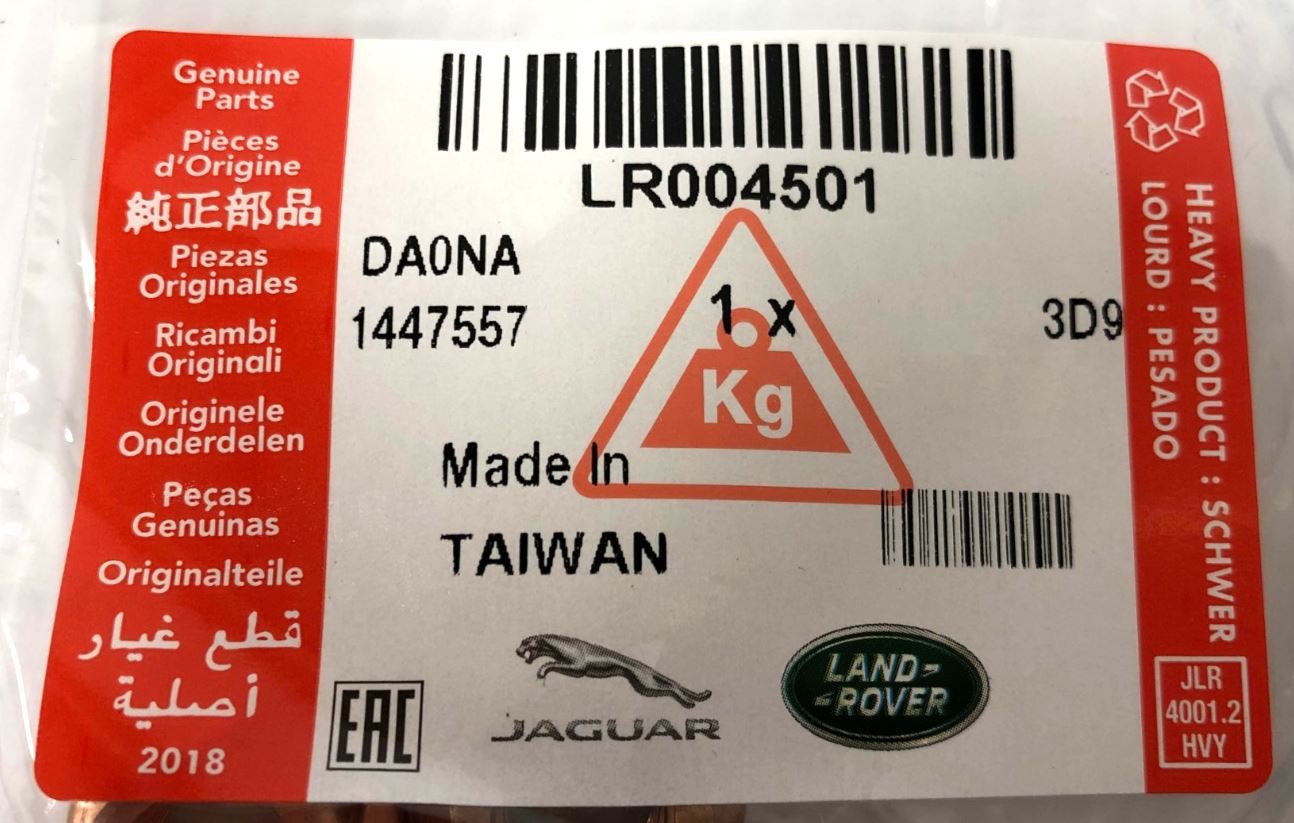 Genuine
Parts
Pièces
d'Origine
純正部品
Piezas
Originales
Ricambi
Originali
Originele
Onderdelen
Peças
Genuinas
Originalteile
قطع غيار
أصلية
2018
LR004501
DA0NA
1447557
1 x
3D9
Kg
Made In
TAIWAN
EAC
JAGUAR
LAND-
-ROVER
HEAVY PRODUCT : SCHWER
LOURD : PESADO
JLR
4001.2
HVY